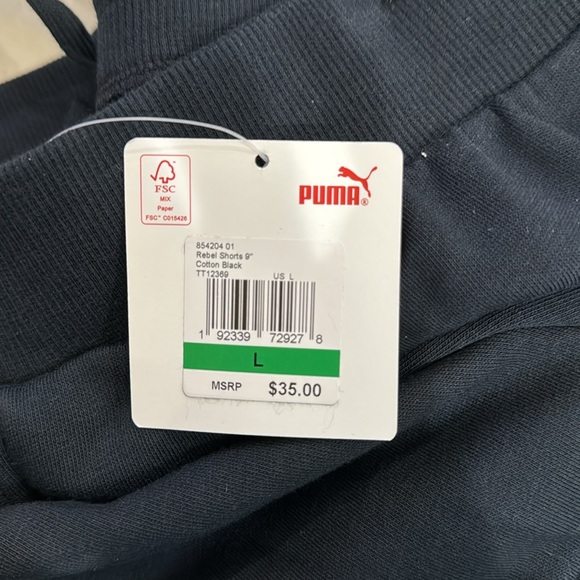 FSC
MIX
Paper
FSC™ C015426
PUMA®
854204 01
Rebel Shorts 9"
Cotton Black
TT12369 US L
1 92339 72927 8
L
MSRP $35.00